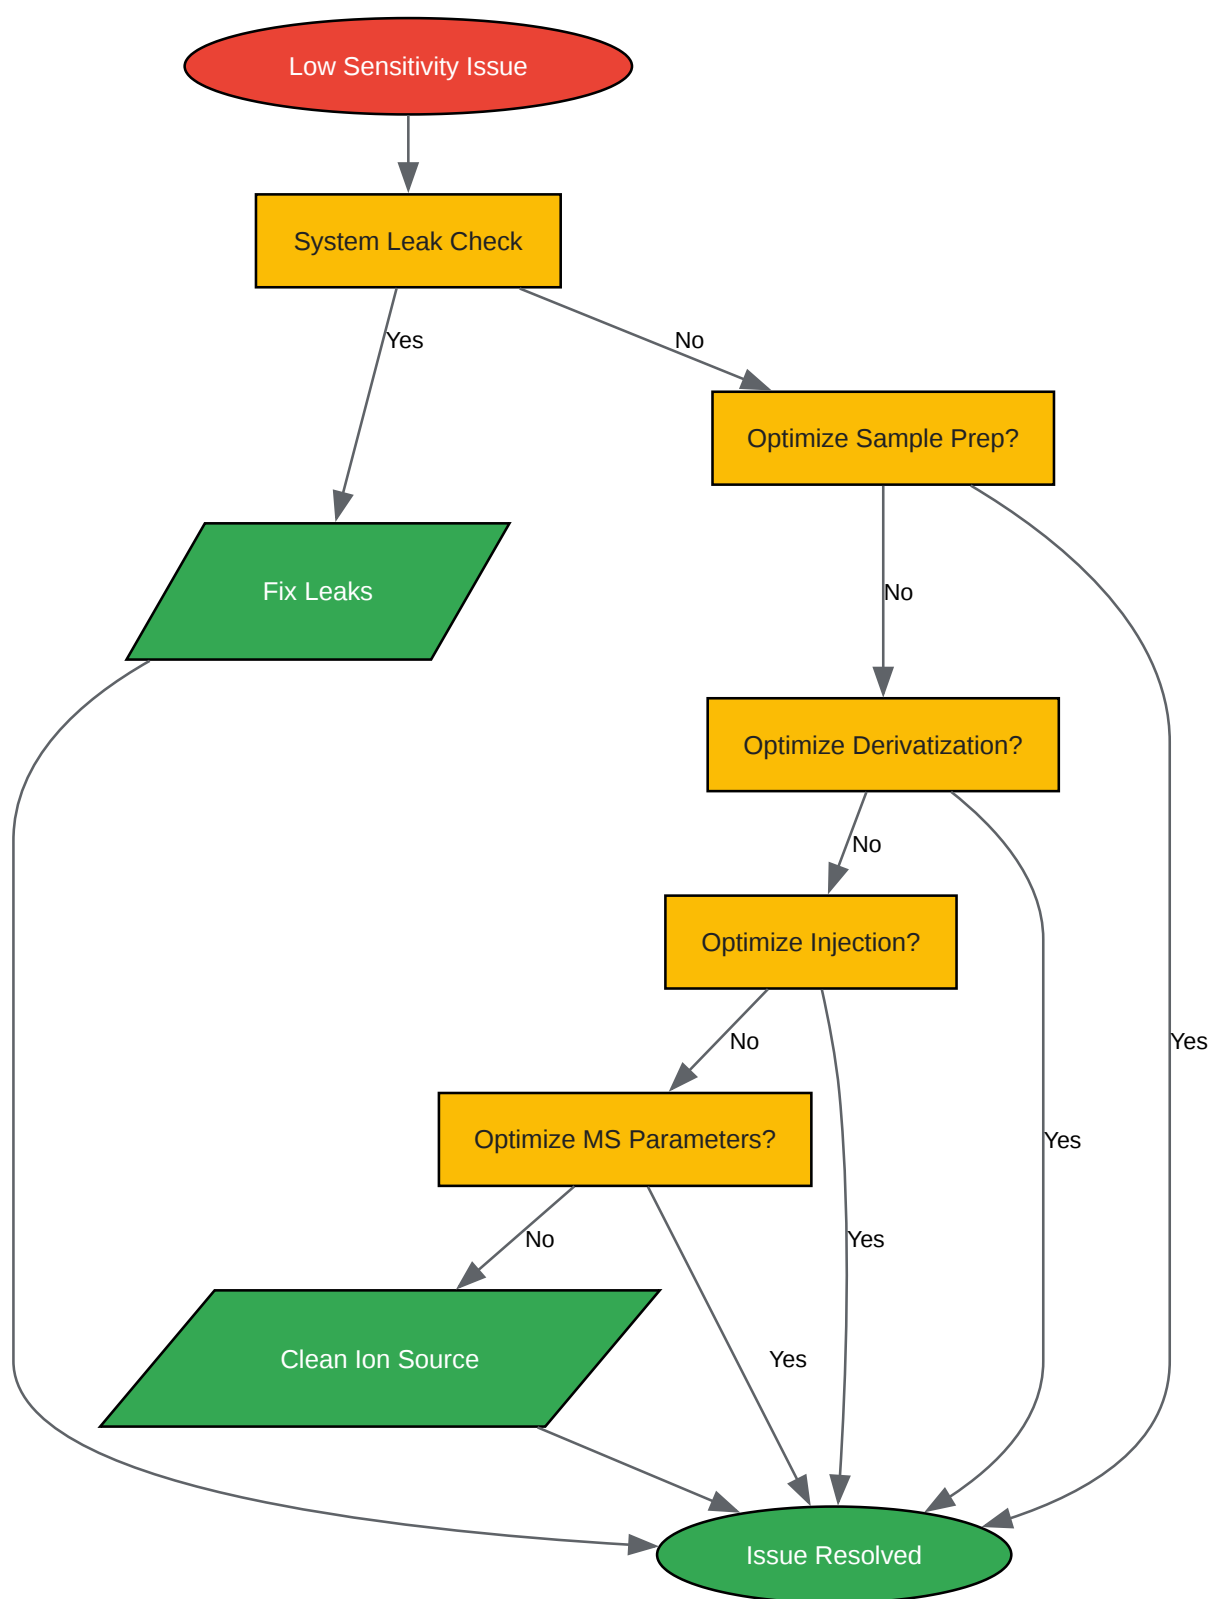 Low Sensitivity Issue
System Leak Check
Yes
No
Optimize Sample Prep?
Fix Leaks
No
Optimize Derivatization?
No
Optimize Injection?
No
Yes
Optimize MS Parameters?
Yes
No
Yes
Clean Ion Source
Yes
Issue Resolved